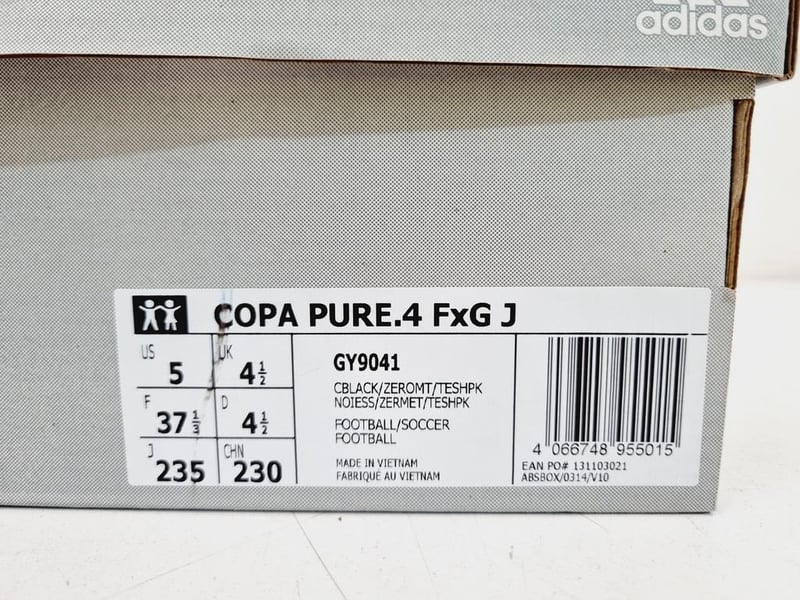 adidas
COPA PURE.4 FxG J
US 5 UK 4½
F 37⅓ D 4½
J 235 CHN 230
GY9041
CBLACK/ZEROMT/TESHPK
NOIESS/ZERMET/TESHPK
FOOTBALL/SOCCER
FOOTBALL
MADE IN VIETNAM
FABRIQUÉ AU VIETNAM
4 066748 955015
EAN PO# 131103021
ABSBOX/0314/V10